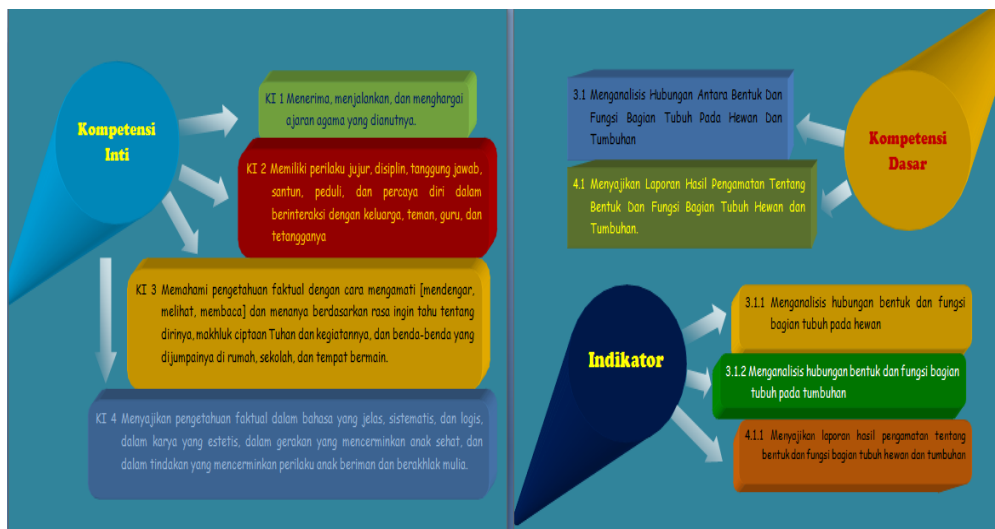 Kompetensi
Inti
KI 1 Menerima, menjalankan, dan menghargai
ajaran agama yang dianutnya.
KI 2 Memiliki perilaku jujur, disiplin, tanggung jawab,
santun, peduli, dan percaya diri dalam
berinteraksi dengan keluarga, teman, guru, dan
tetangganya
KI 3 Memahami pengetahuan faktual dengan cara mengamati [mendengar,
melihat, membaca] dan menanya berdasarkan rasa ingin tahu tentang
dirinya, makhluk ciptaan Tuhan dan kegiatannya, dan benda-benda yang
dijumpainya di rumah, sekolah, dan tempat bermain.
KI 4 Menyajikan pengetahuan faktual dalam bahasa yang jelas, sistematis, dan logis,
dalam karya yang estetis, dalam gerakan yang mencerminkan anak sehat, dan
dalam tindakan yang mencerminkan perilaku anak beriman dan berakhlak mulia.
Kompetensi
Dasar
3.1 Menganalisis Hubungan Antara Bentuk Dan
Fungsi Bagian Tubuh Pada Hewan Dan
Tumbuhan
4.1 Menyajikan Laporan Hasil Pengamatan Tentang
Bentuk Dan Fungsi Bagian Tubuh Hewan dan
Tumbuhan.
Indikator
3.1.1 Menganalisis hubungan bentuk dan fungsi
bagian tubuh pada hewan
3.1.2 Menganalisis hubungan bentuk dan fungsi bagian
tubuh pada tumbuhan
4.1.1 Menyajikan laporan hasil pengamatan tentang
bentuk dan fungsi bagian tubuh hewan dan tumbuhan